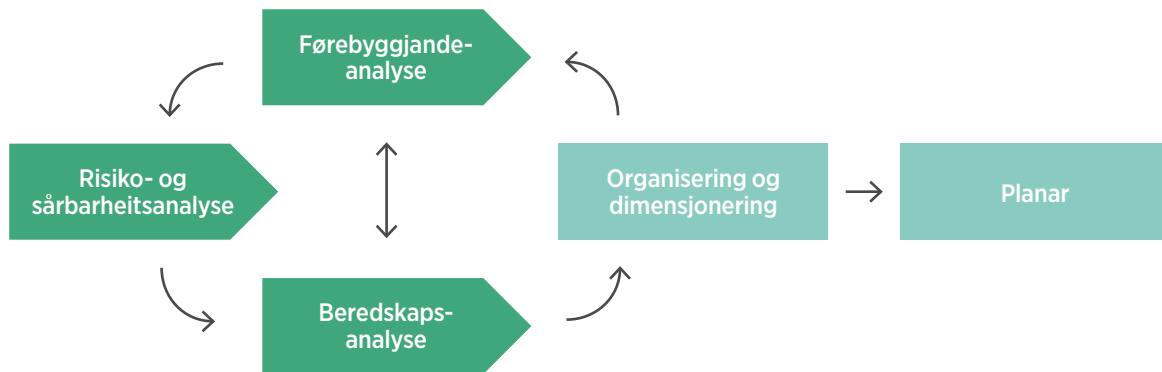 Førebyggjande-
analyse
Risiko- og
sårbarheitsanalyse
Organisering og
dimensjonering
Planar
Beredskaps-
analyse